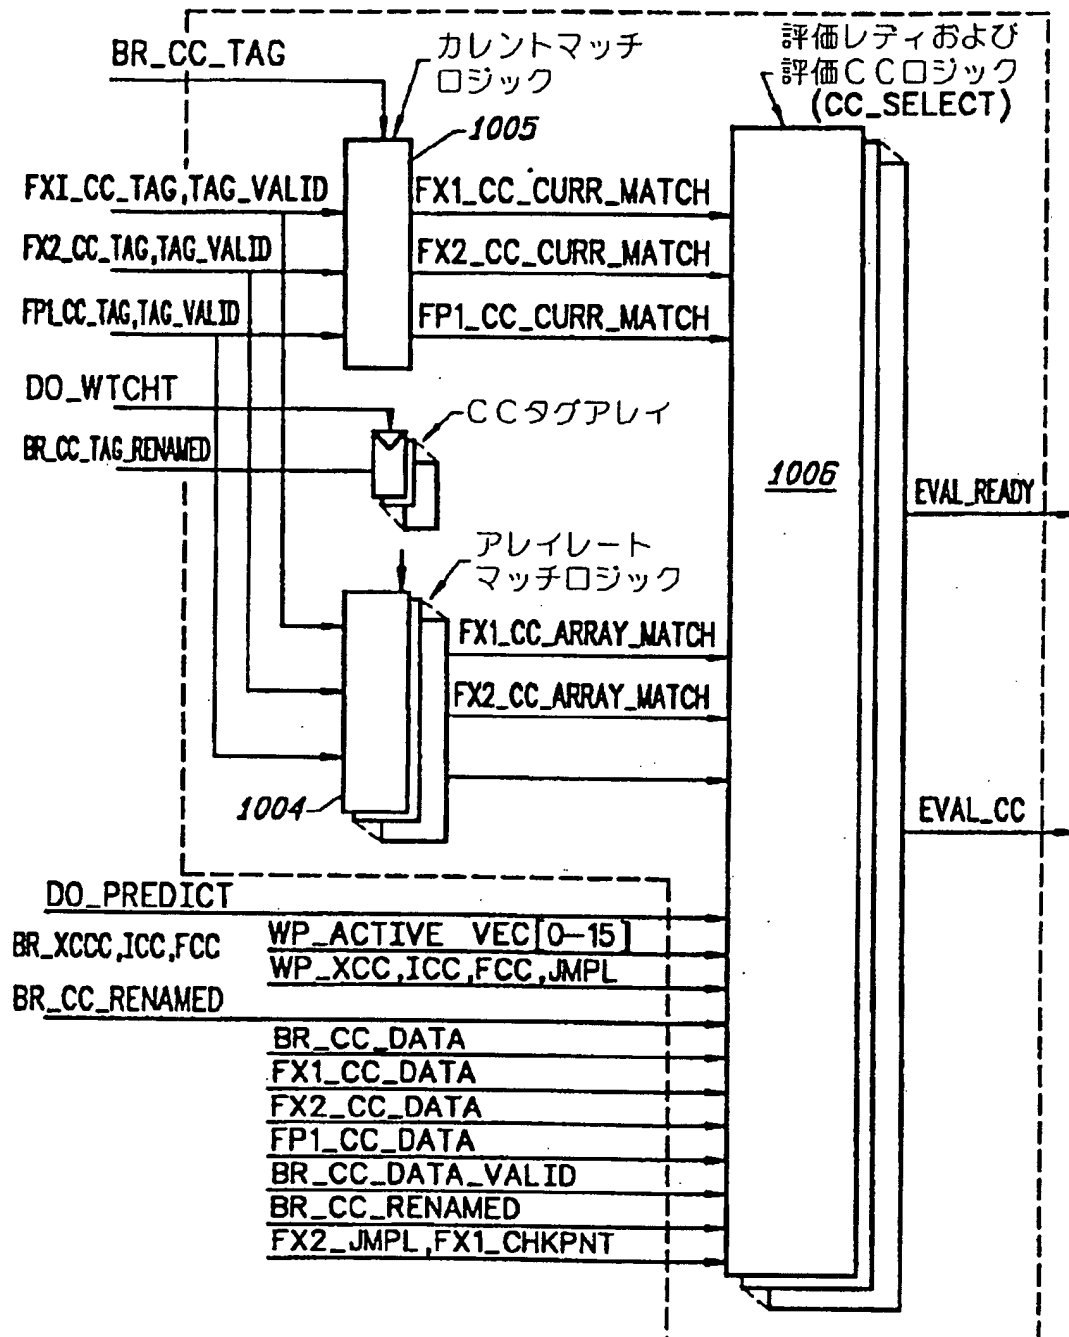 BR_CC_TAG
カレントマッチ
ロジック
1005
評価レディおよび
評価CCロジック
(CC_SELECT)
FXI_CC_TAG,TAG_VALID
FX1_CC_CURR_MATCH
FX2_CC_TAG,TAG_VALID
FX2_CC_CURR_MATCH
FP1_CC_TAG,TAG_VALID
FP1_CC_CURR_MATCH
DO_WTCHT
CCタグアレイ
BR_CC_TAG_RENAMED
1006
EVAL_READY
アレイレート
マッチロジック
FX1_CC_ARRAY_MATCH
FX2_CC_ARRAY_MATCH
1004
EVAL_CC
DO_PREDICT
BR_XCCC,ICC,FCC
WP_ACTIVE VEC[0-15]
WP_XCC,ICC,FCC,JMPL
BR_CC_RENAMED
BR_CC_DATA
FX1_CC_DATA
FX2_CC_DATA
FP1_CC_DATA
BR_CC_DATA_VALID
BR_CC_RENAMED
FX2_JMPL,FX1_CHKPNT